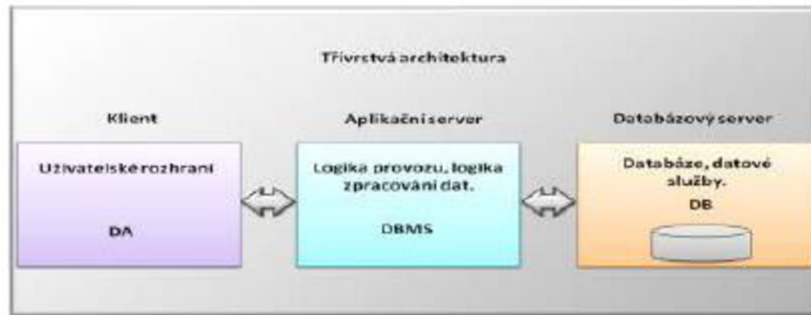 Třívrstvá architektura
Klient
Aplikační server
Databázový server
Uživatelské rozhraní
DA
Logika provozu, logika
zpracování dat.
DBMS
Databáze, datové
služby.
DB